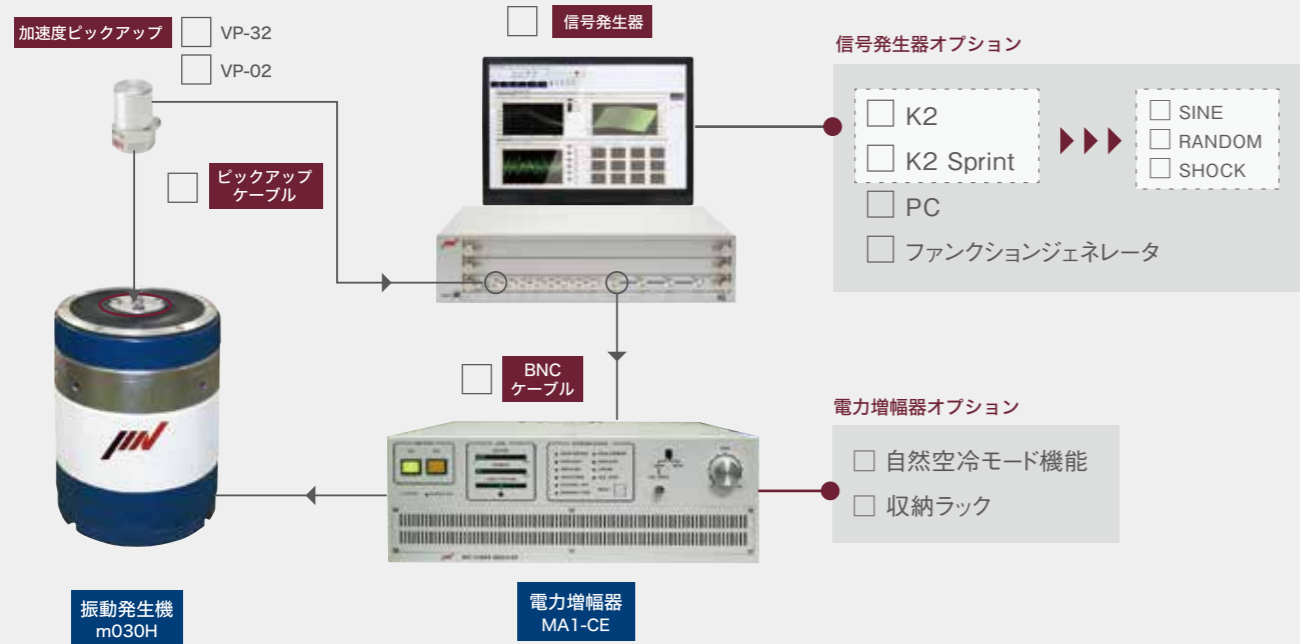 加速度ピックアップ
VP-32
VP-02
信号発生器
ピックアップ
ケーブル
信号発生器オプション
K2
K2 Sprint
PC
ファンクションジェネレータ
SINE
RANDOM
SHOCK
BNC
ケーブル
電力増幅器オプション
自然空冷モード機能
収納ラック
振動発生機
m030H
電力増幅器
MA1-CE